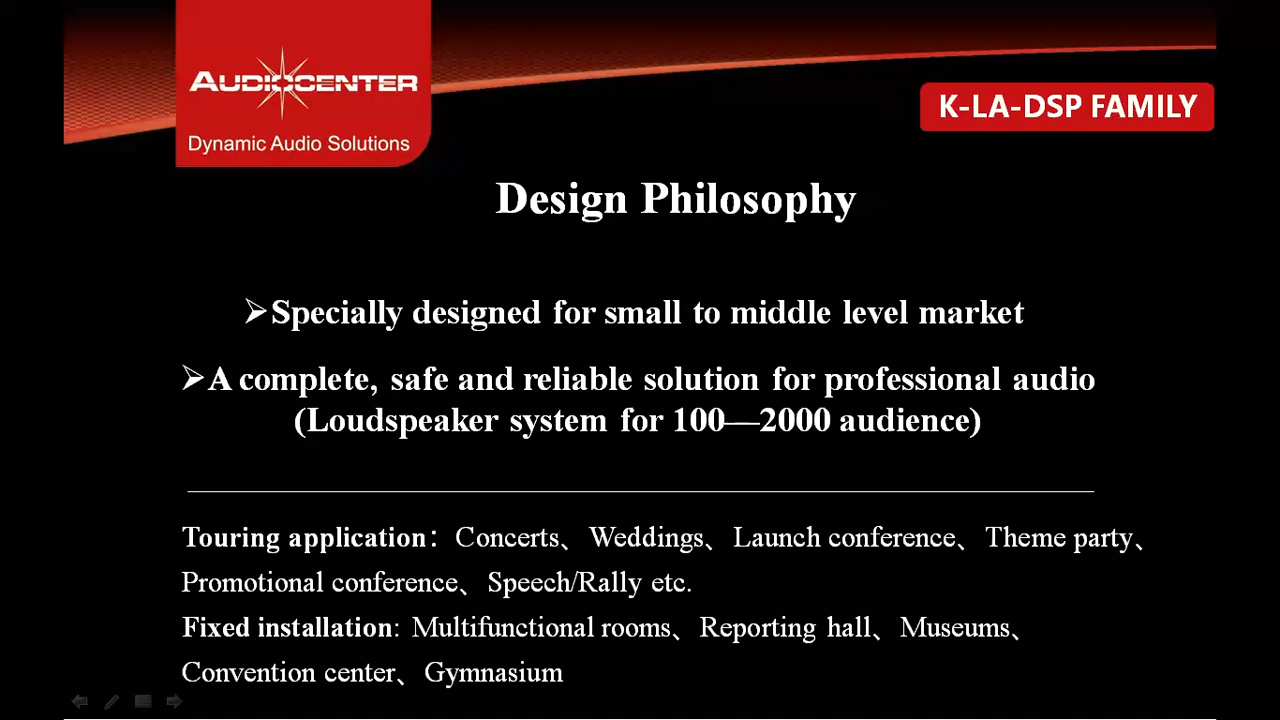 AUDIOCENTER
Dynamic Audio Solutions
K-LA-DSP FAMILY
Design Philosophy
➢Specially designed for small to middle level market
➢A complete, safe and reliable solution for professional audio
(Loudspeaker system for 100—2000 audience)
Touring application：Concerts、Weddings、Launch conference、Theme party、
Promotional conference、Speech/Rally etc.
Fixed installation: Multifunctional rooms、Reporting hall、Museums、
Convention center、Gymnasium